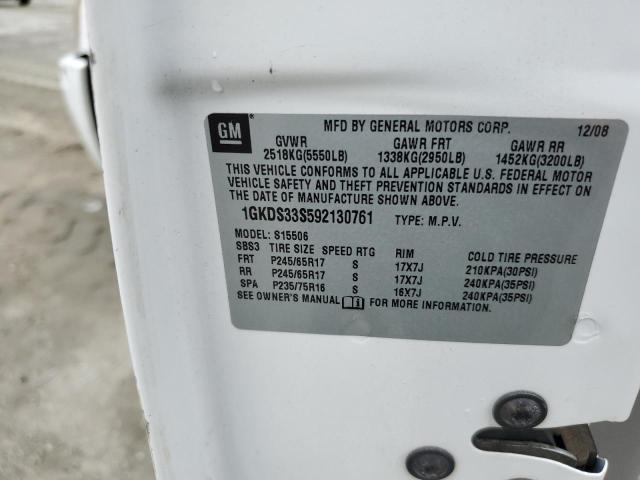 GM
MFD BY GENERAL MOTORS CORP. 12/08
GVWR GAWR FRT GAWR RR
2518KG(5550LB) 1338KG(2950LB) 1452KG(3200LB)
THIS VEHICLE CONFORMS TO ALL APPLICABLE U.S. FEDERAL MOTOR
VEHICLE SAFETY AND THEFT PREVENTION STANDARDS IN EFFECT ON
THE DATE OF MANUFACTURE SHOWN ABOVE.
1GKDS33S592130761 TYPE: M.P.V.
MODEL: S15506
SBS3 TIRE SIZE SPEED RTG RIM COLD TIRE PRESSURE
FRT P245/65R17 S 17X7J 210KPA(30PSI)
RR P245/65R17 S 17X7J 240KPA(35PSI)
SPA P235/75R16 S 16X7J 240KPA(35PSI)
SEE OWNER'S MANUAL FOR MORE INFORMATION.